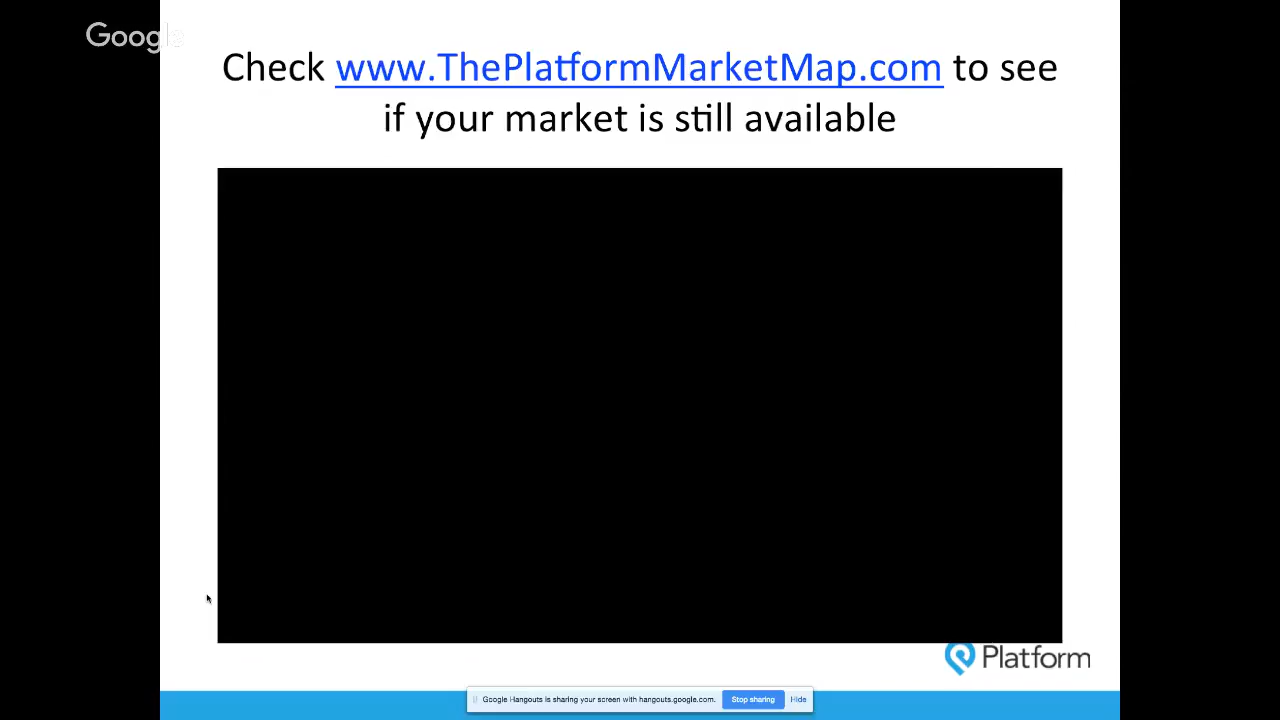 Google
Check www.ThePlatformMarketMap.com to see
if your market is still available
Platform
Google Hangouts is sharing your screen with hangouts.google.com.
Stop sharing
Hide